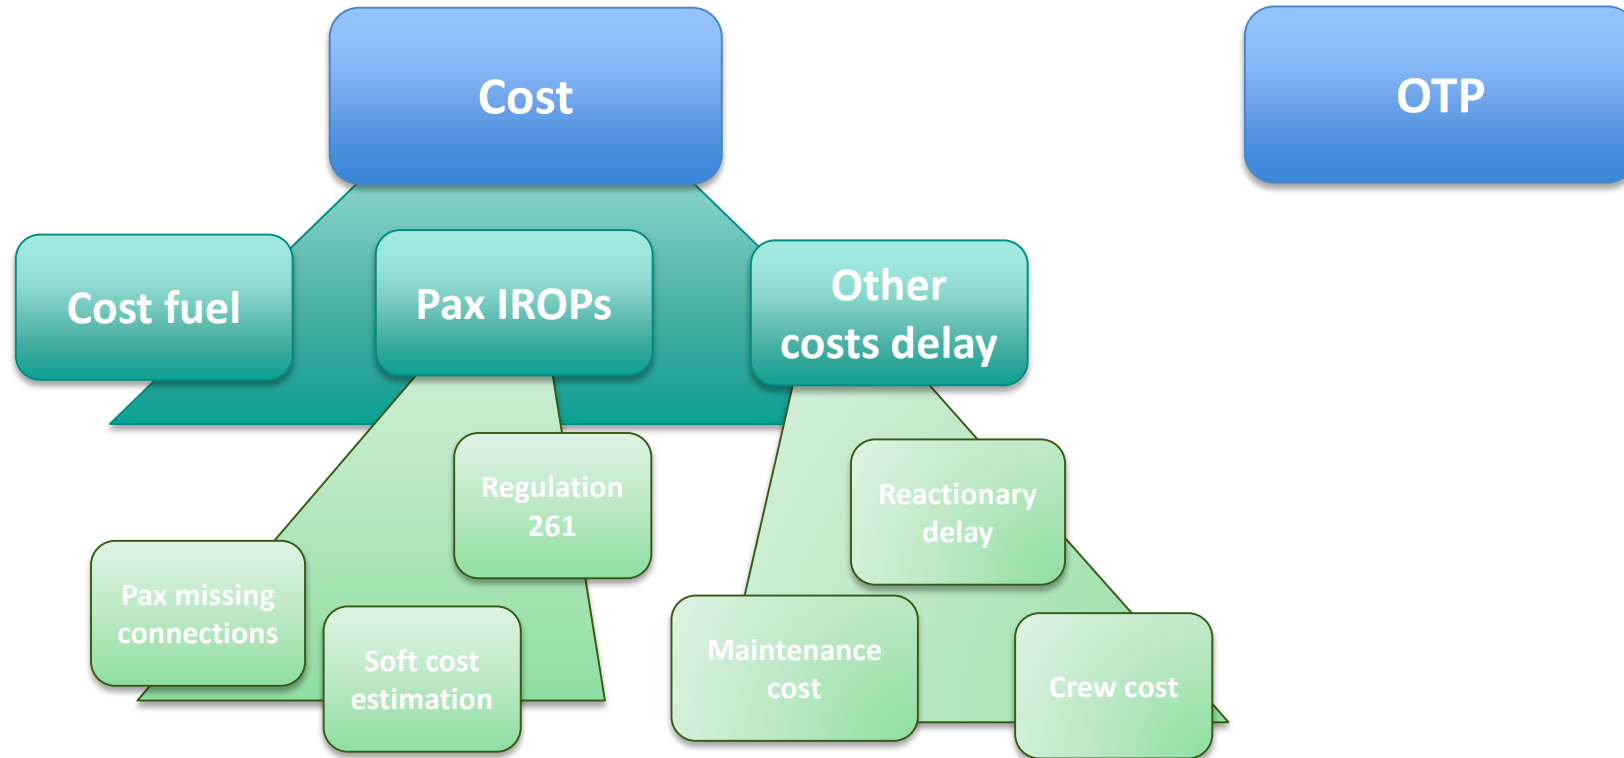 Cost
OTP
Cost fuel
Pax IROPs
Other
costs delay
Regulation
261
Reactionary
delay
Pax missing
connections
Soft cost
estimation
Maintenance
cost
Crew cost